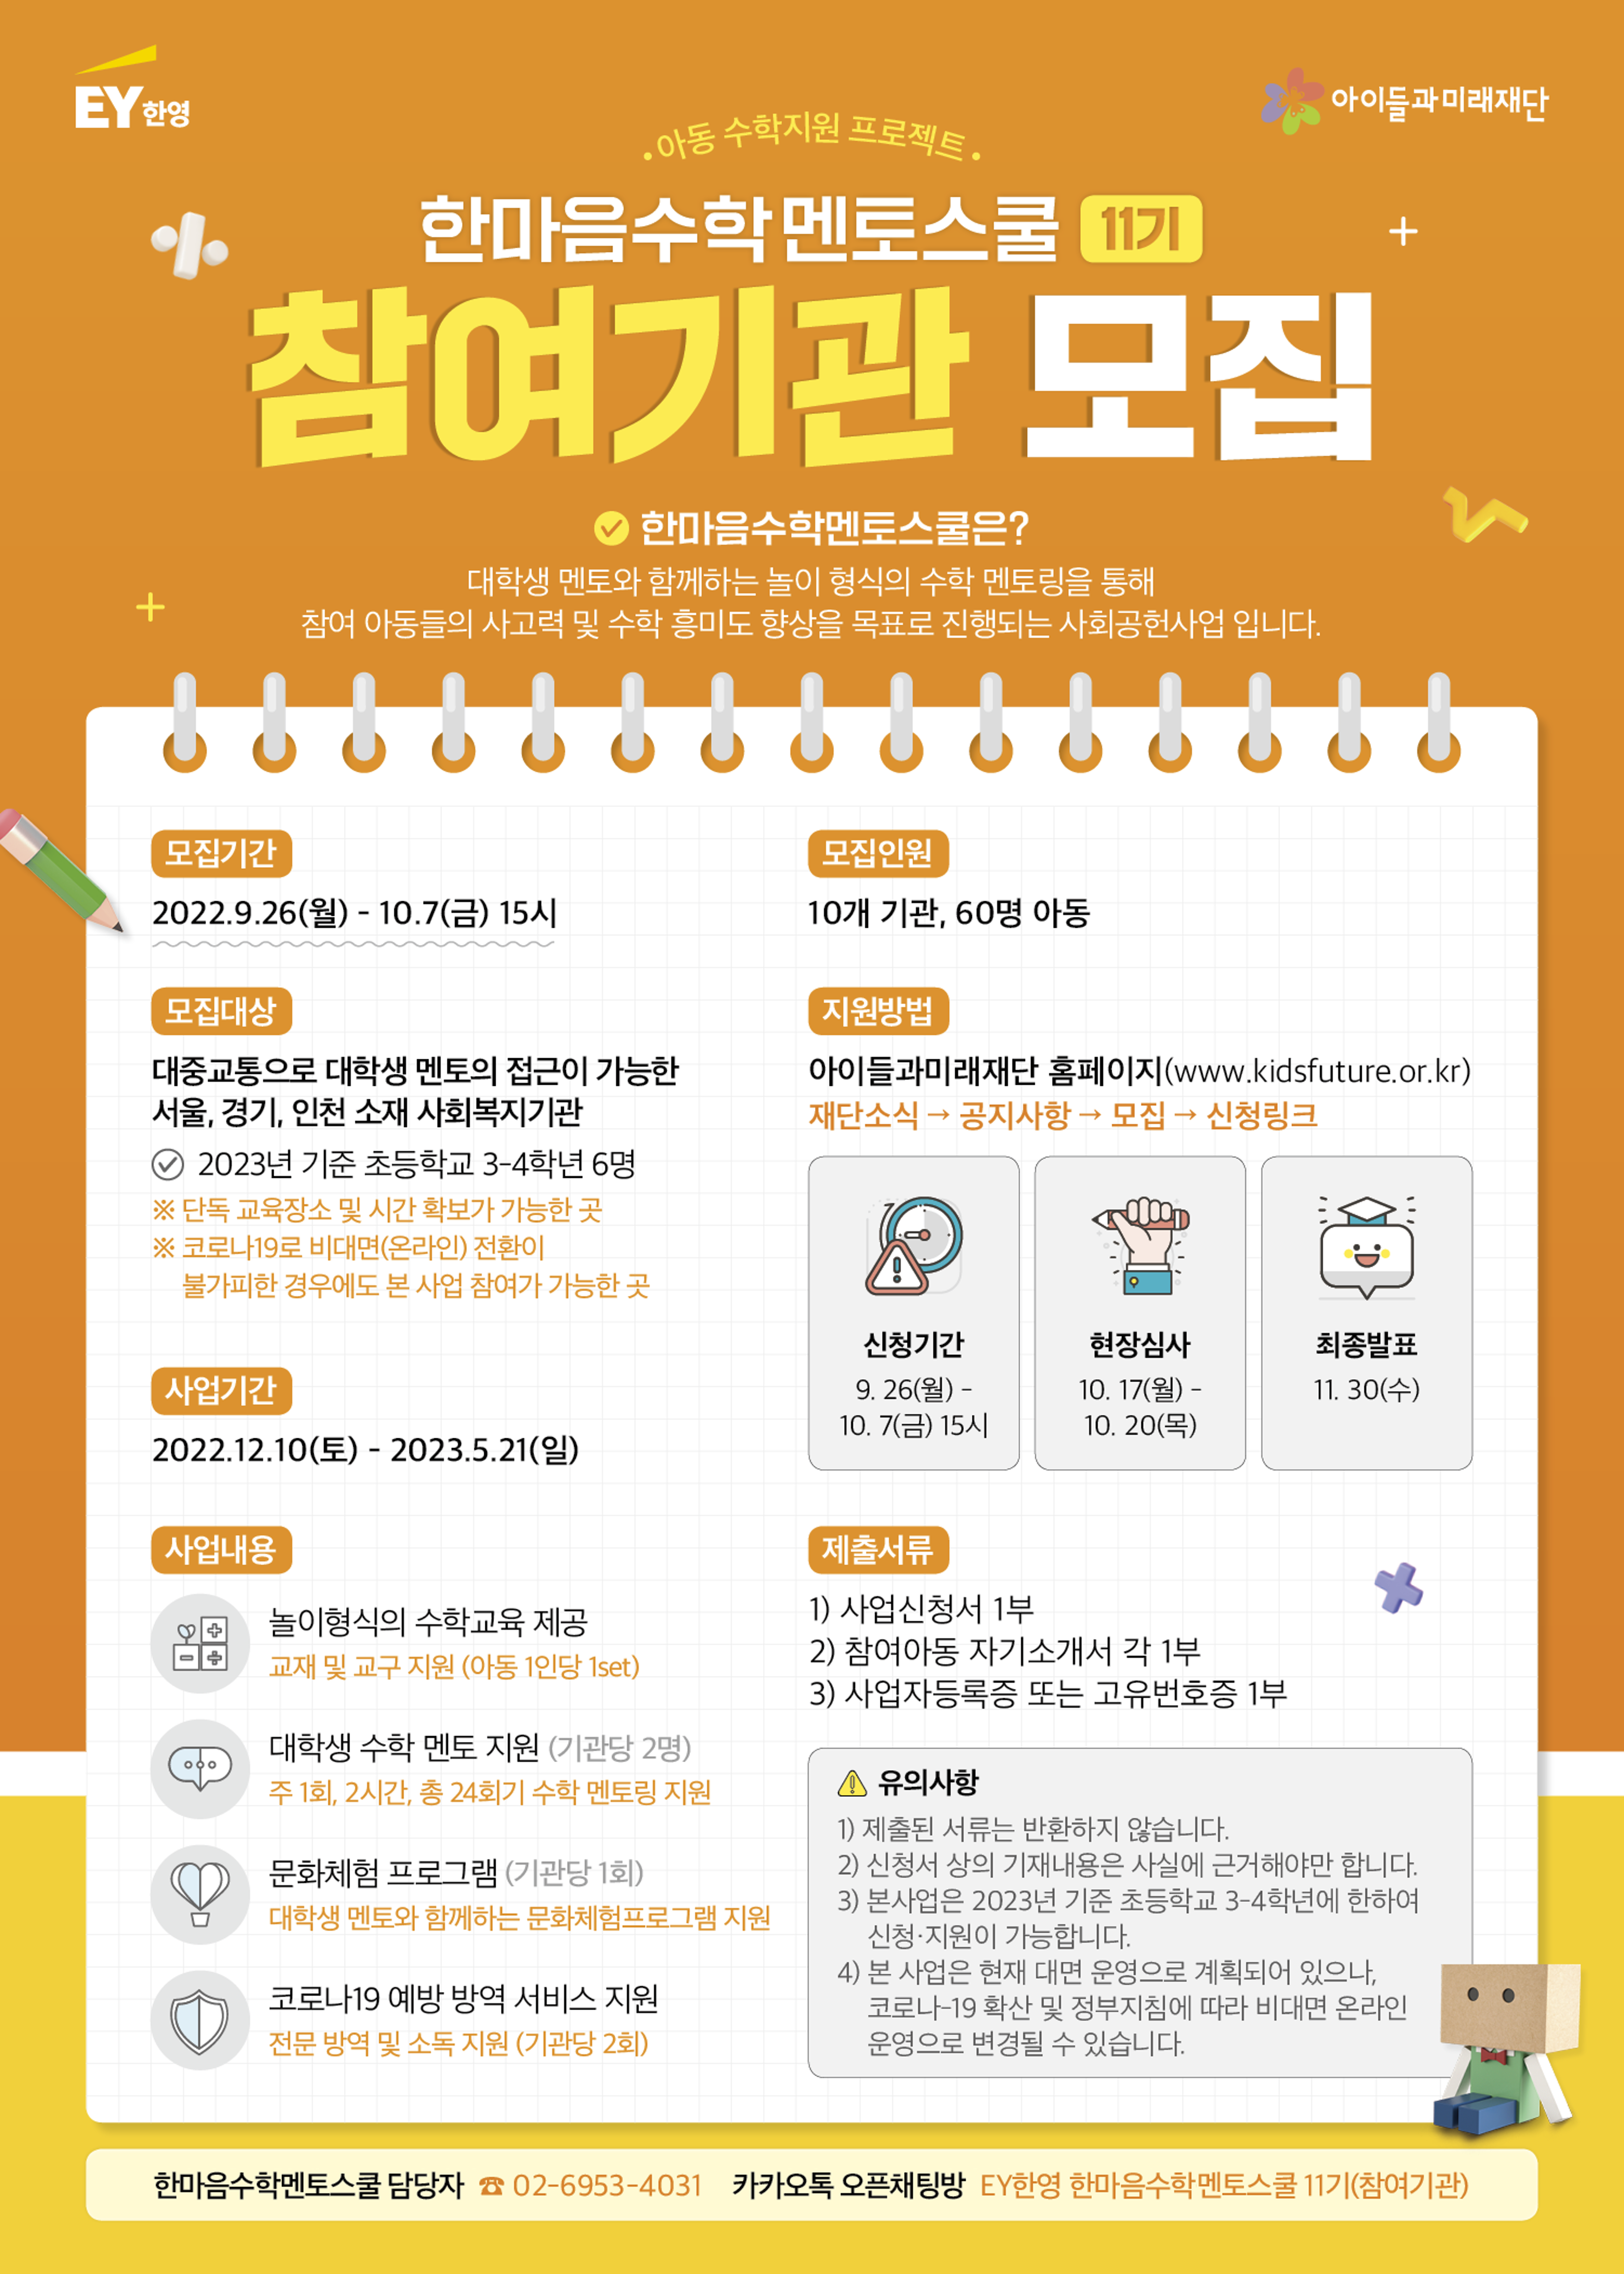 EY한영
아이들과미래재단
아동 수학지원 프로젝트
한마음수학멘토스쿨 11기
참여기관 모집
한마음수학멘토스쿨은?
대학생 멘토와 함께하는 놀이 형식의 수학 멘토링을 통해
참여 아동들의 사고력 및 수학 흥미도 향상을 목표로 진행되는 사회공헌사업 입니다.
모집기간
2022.9.26(월) - 10.7(금) 15시
모집대상
대중교통으로 대학생 멘토의 접근이 가능한
서울, 경기, 인천 소재 사회복지기관
2023년 기준 초등학교 3-4학년 6명
※ 단독 교육장소 및 시간 확보가 가능한 곳
※ 코로나19로 비대면(온라인) 전환이
불가피한 경우에도 본 사업 참여가 가능한 곳
사업기간
2022.12.10(토) - 2023.5.21(일)
사업내용
놀이형식의 수학교육 제공
교재 및 교구 지원 (아동 1인당 1set)
대학생 수학 멘토 지원 (기관당 2명)
주 1회, 2시간, 총 24회기 수학 멘토링 지원
문화체험 프로그램 (기관당 1회)
대학생 멘토와 함께하는 문화체험프로그램 지원
코로나19 예방 방역 서비스 지원
전문 방역 및 소독 지원 (기관당 2회)
모집인원
10개 기관, 60명 아동
지원방법
아이들과미래재단 홈페이지(www.kidsfuture.or.kr)
재단소식 → 공지사항 → 모집 → 신청링크
신청기간
9. 26(월) -
10. 7(금) 15시
현장심사
10. 17(월) -
10. 20(목)
최종발표
11. 30(수)
제출서류
1) 사업신청서 1부
2) 참여아동 자기소개서 각 1부
3) 사업자등록증 또는 고유번호증 1부
유의사항
1) 제출된 서류는 반환하지 않습니다.
2) 신청서 상의 기재내용은 사실에 근거해야만 합니다.
3) 본사업은 2023년 기준 초등학교 3-4학년에 한하여
신청·지원이 가능합니다.
4) 본 사업은 현재 대면 운영으로 계획되어 있으나,
코로나-19 확산 및 정부지침에 따라 비대면 온라인
운영으로 변경될 수 있습니다.
한마음수학멘토스쿨 담당자 ☎ 02-6953-4031 카카오톡 오픈채팅방 EY한영 한마음수학멘토스쿨 11기(참여기관)